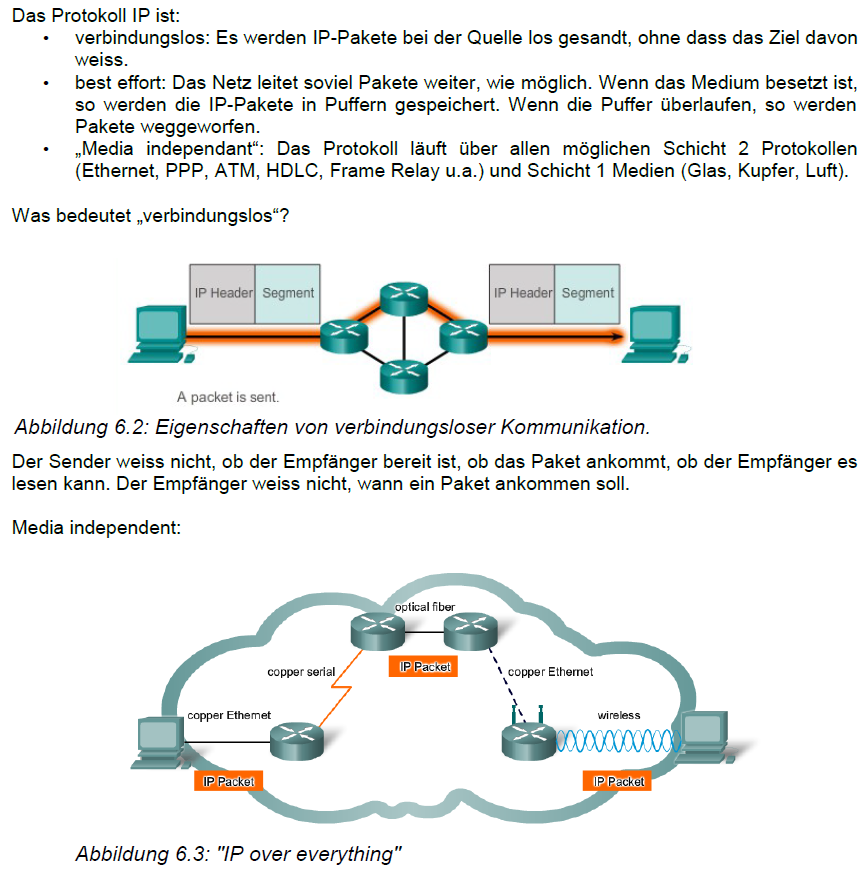 Das Protokoll IP ist:
• verbindungslos: Es werden IP-Pakete bei der Quelle los gesandt, ohne dass das Ziel davon
weiss.
• best effort: Das Netz leitet soviel Pakete weiter, wie möglich. Wenn das Medium besetzt ist,
so werden die IP-Pakete in Puffern gespeichert. Wenn die Puffer überlaufen, so werden
Pakete weggeworfen.
• „Media independant“: Das Protokoll läuft über allen möglichen Schicht 2 Protokollen
(Ethernet, PPP, ATM, HDLC, Frame Relay u.a.) und Schicht 1 Medien (Glas, Kupfer, Luft).
Was bedeutet „verbindungslos“?
IP Header Segment
IP Header Segment
A packet is sent.
Abbildung 6.2: Eigenschaften von verbindungsloser Kommunikation.
Der Sender weiss nicht, ob der Empfänger bereit ist, ob das Paket ankommt, ob der Empfänger es
lesen kann. Der Empfänger weiss nicht, wann ein Paket ankommen soll.
Media independent:
optical fiber
IP Packet
copper serial
copper Ethernet
copper Ethernet
wireless
IP Packet
IP Packet
Abbildung 6.3: "IP over everything"